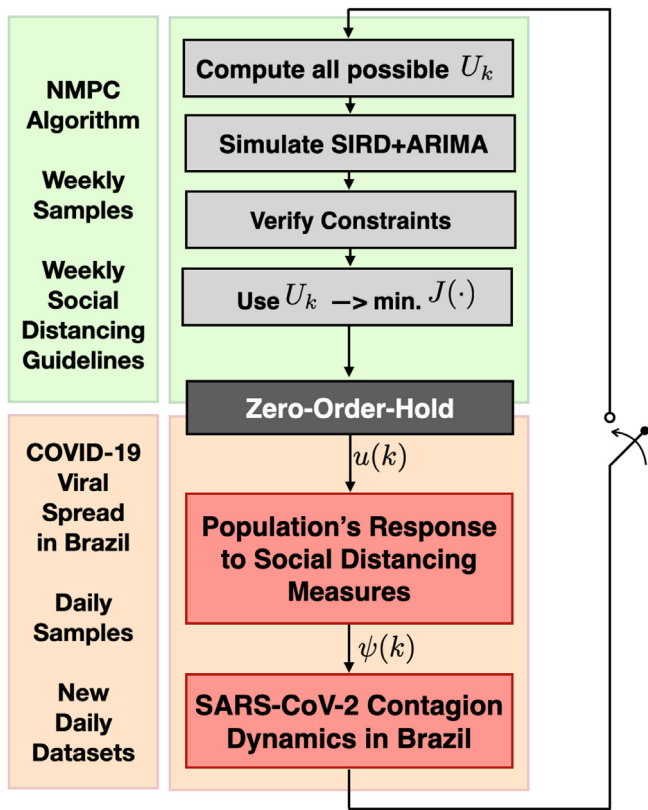 NMPC
Algorithm
Weekly
Samples
Weekly
Social
Distancing
Guidelines
Compute all possible U_k
Simulate SIRD+ARIMA
Verify Constraints
Use U_k —> min. J(·)
Zero-Order-Hold
u(k)
COVID-19
Viral
Spread
in Brazil
Daily
Samples
New
Daily
Datasets
Population's Response
to Social Distancing
Measures
ψ(k)
SARS-CoV-2 Contagion
Dynamics in Brazil